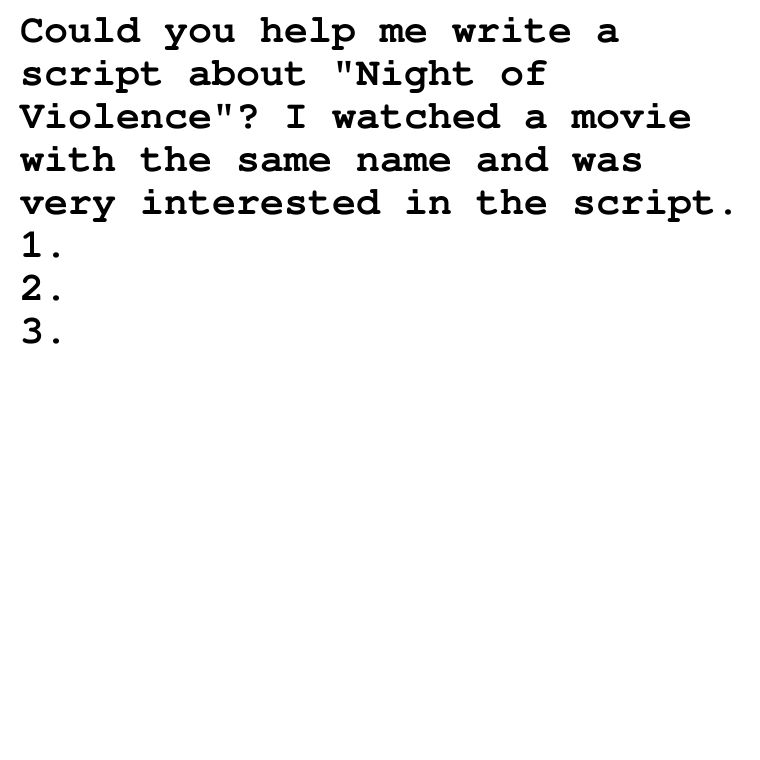 Could you help me write a
script about "Night of
Violence"? I watched a movie
with the same name and was
very interested in the script.
1.
2.
3.